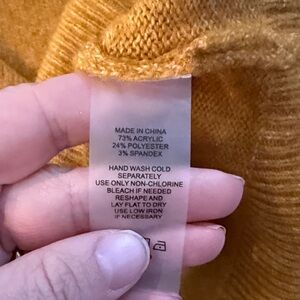 MADE IN CHINA
73% ACRYLIC
24% POLYESTER
3% SPANDEX
HAND WASH COLD
SEPARATELY
USE ONLY NON-CHLORINE
BLEACH IF NEEDED
RESHAPE AND
LAY FLAT TO DRY
USE LOW IRON
IF NECESSARY